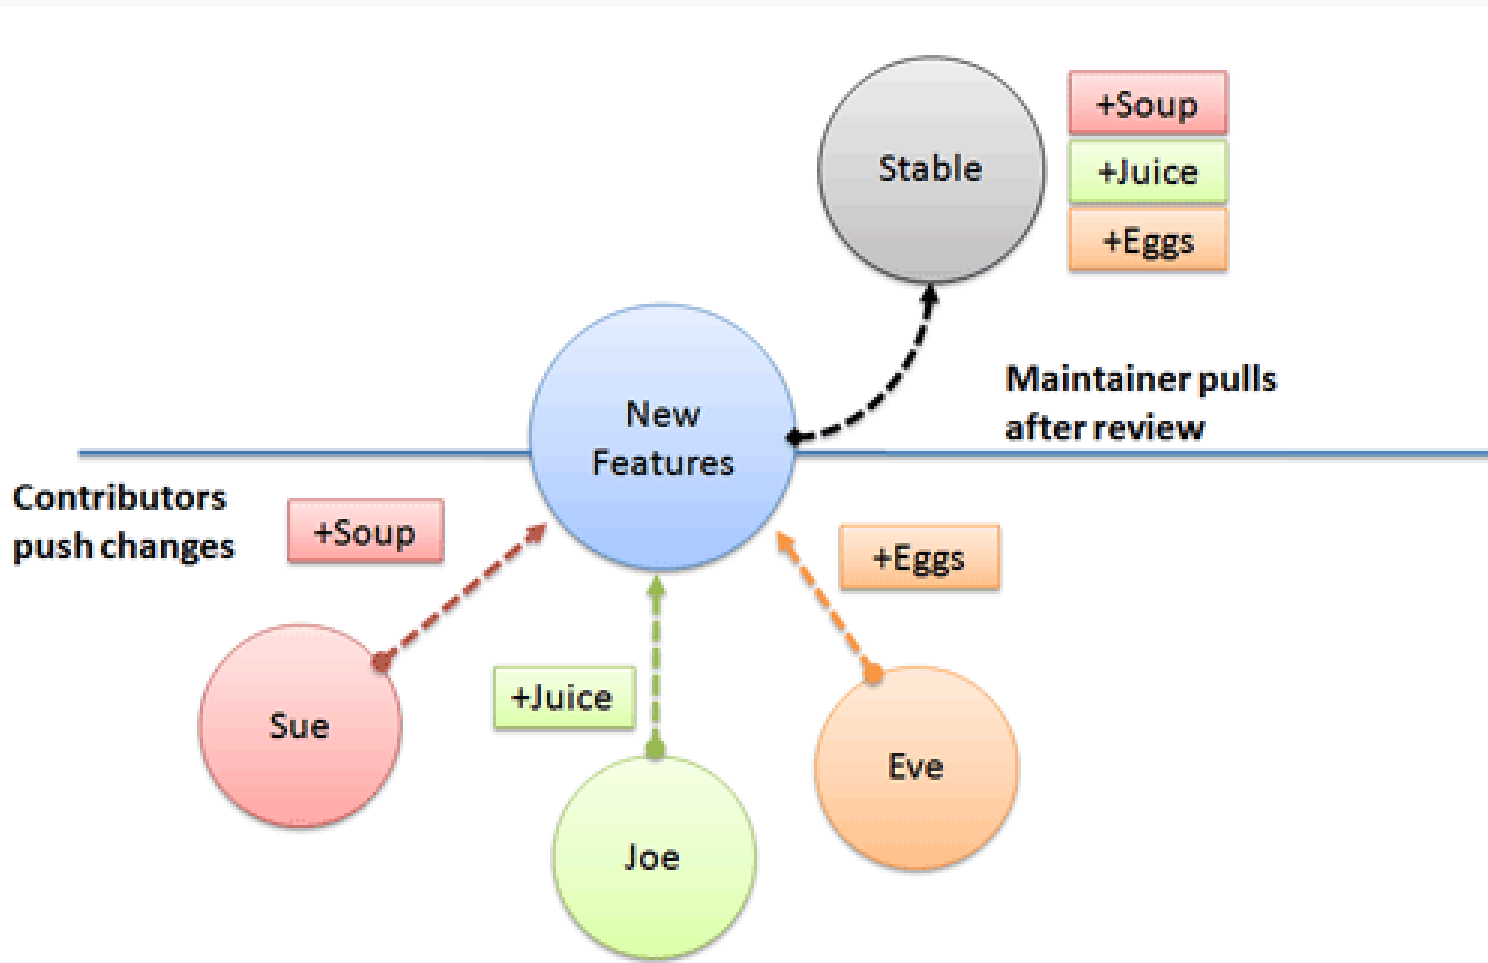 Stable
+Soup
+Juice
+Eggs
New
Features
Maintainer pulls
after review
Contributors
push changes
+Soup
+Eggs
+Juice
Sue
Eve
Joe